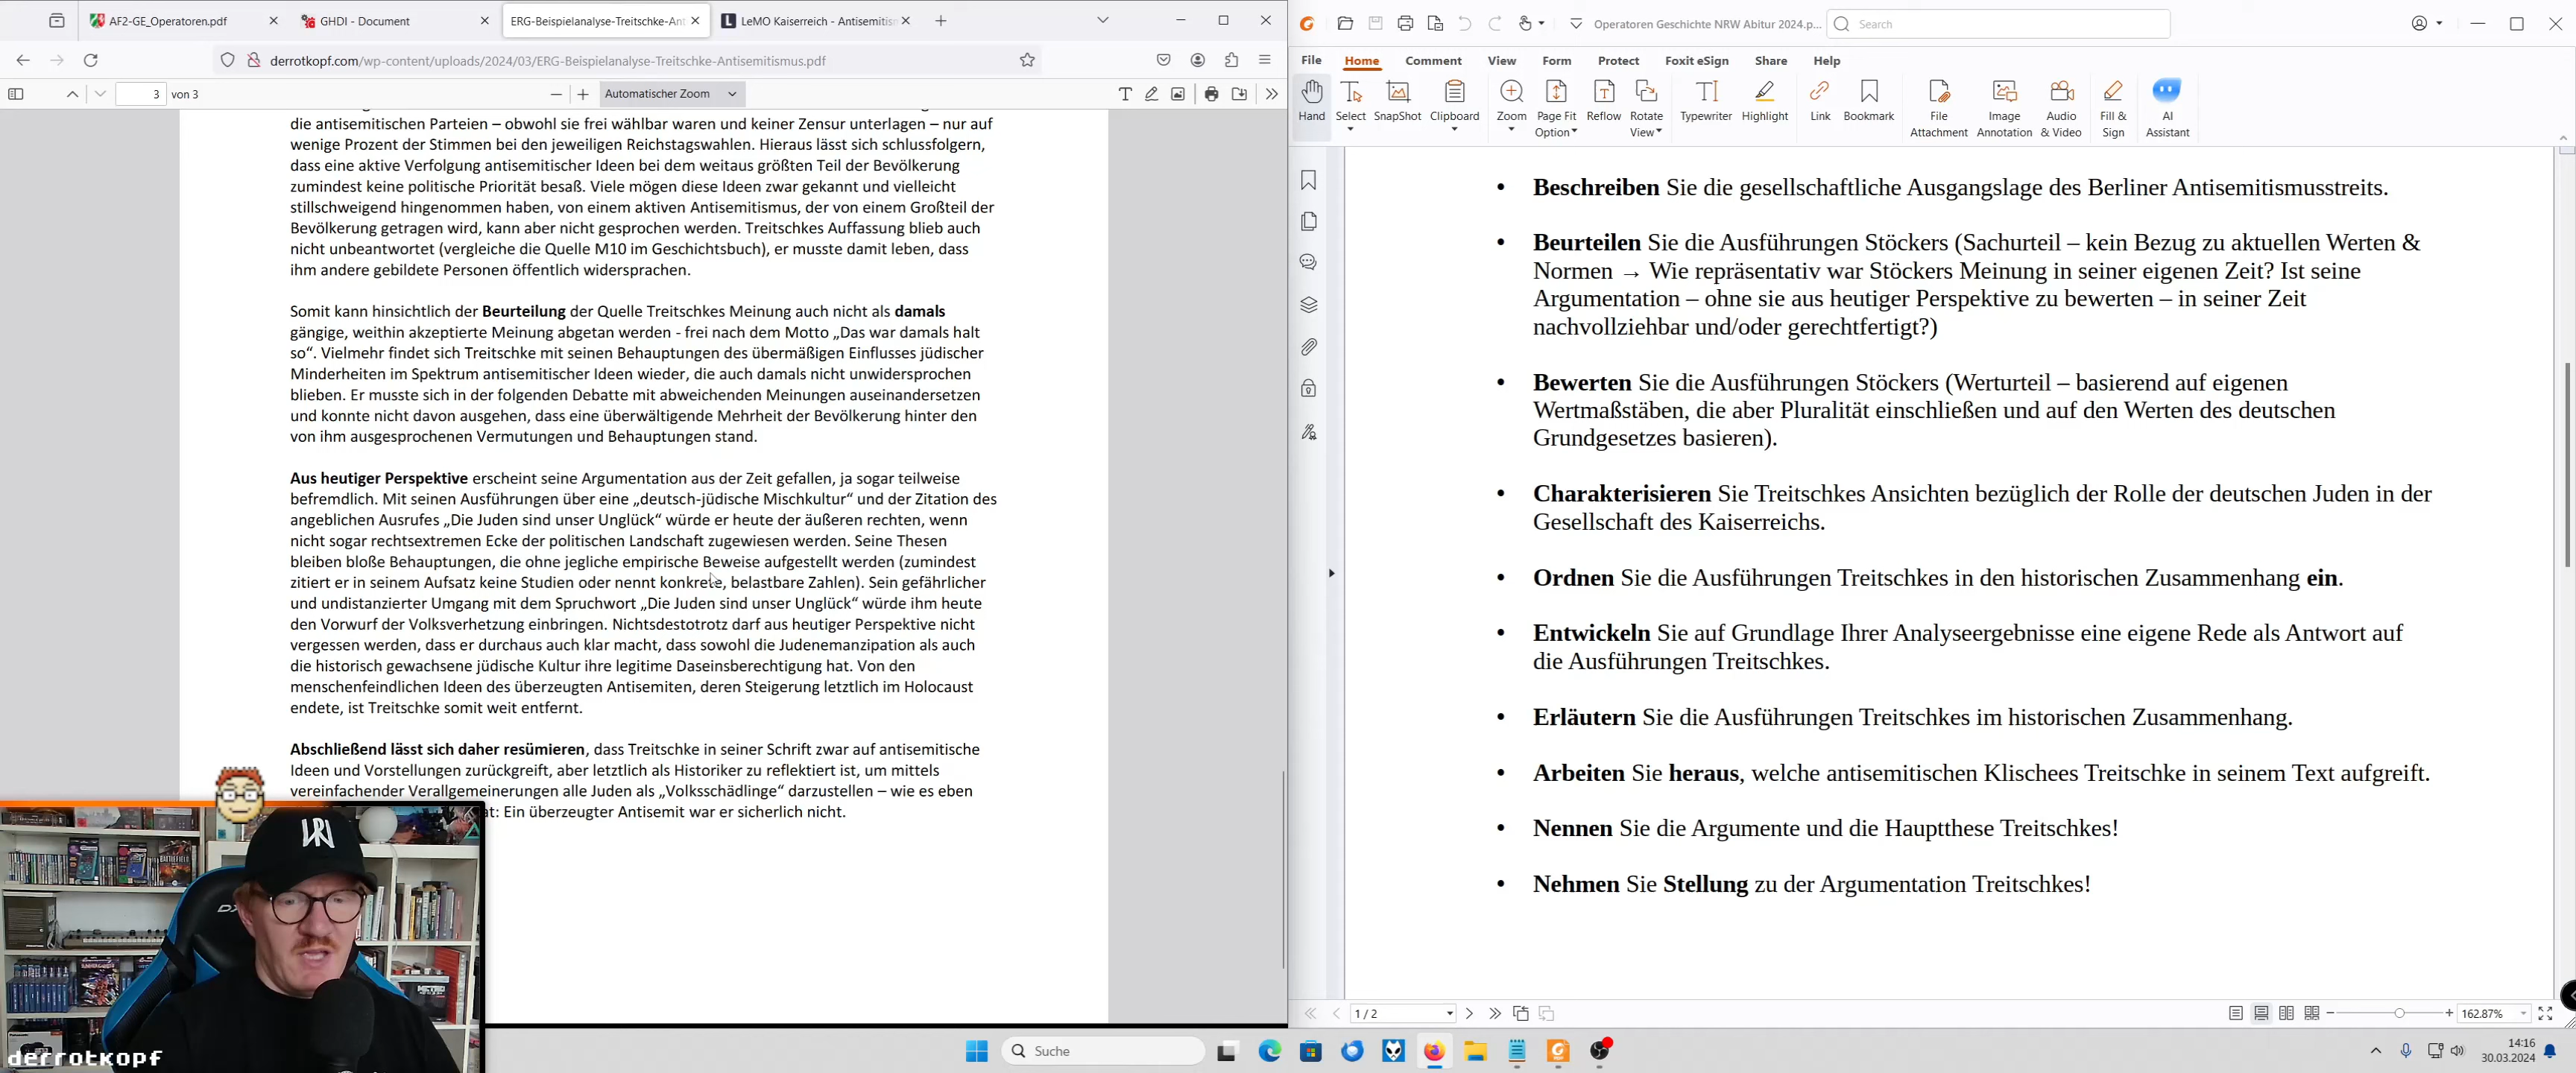 AF2-GE_Operatoren.pdf
GHDI - Document
ERG-Beispielanalyse-Treitschke-Ant
LeMO Kaiserreich - Antisemitis
derrotkopf.com/wp-content/uploads/2024/03/ERG-Beispielanalyse-Treitschke-Antisemitismus.pdf
3 von 3
Automatischer Zoom
die antisemitischen Parteien – obwohl sie frei wählbar waren und keiner Zensur unterlagen – nur auf
wenige Prozent der Stimmen bei den jeweiligen Reichstagswahlen. Hieraus lässt sich schlussfolgern,
dass eine aktive Verfolgung antisemitischer Ideen bei dem weitaus größten Teil der Bevölkerung
zumindest keine politische Priorität besaß. Viele mögen diese Ideen zwar gekannt und vielleicht
stillschweigend hingenommen haben, von einem aktiven Antisemitismus, der von einem Großteil der
Bevölkerung getragen wird, kann aber nicht gesprochen werden. Treitschkes Auffassung blieb auch
nicht unbeantwortet (vergleiche die Quelle M10 im Geschichtsbuch), er musste damit leben, dass
ihm andere gebildete Personen öffentlich widersprachen.
Somit kann hinsichtlich der Beurteilung der Quelle Treitschkes Meinung auch nicht als damals
gängige, weithin akzeptierte Meinung abgetan werden - frei nach dem Motto „Das war damals halt
so“. Vielmehr findet sich Treitschke mit seinen Behauptungen des übermäßigen Einflusses jüdischer
Minderheiten im Spektrum antisemitischer Ideen wieder, die auch damals nicht unwidersprochen
blieben. Er musste sich in der folgenden Debatte mit abweichenden Meinungen auseinandersetzen
und konnte nicht davon ausgehen, dass eine überwältigende Mehrheit der Bevölkerung hinter den
von ihm ausgesprochenen Vermutungen und Behauptungen stand.
Aus heutiger Perspektive erscheint seine Argumentation aus der Zeit gefallen, ja sogar teilweise
befremdlich. Mit seinen Ausführungen über eine „deutsch-jüdische Mischkultur“ und der Zitation des
angeblichen Ausrufes „Die Juden sind unser Unglück“ würde er heute der äußeren rechten, wenn
nicht sogar rechtsextremen Ecke der politischen Landschaft zugewiesen werden. Seine Thesen
bleiben bloße Behauptungen, die ohne jegliche empirische Beweise aufgestellt werden (zumindest
zitiert er in seinem Aufsatz keine Studien oder nennt konkrete, belastbare Zahlen). Sein gefährlicher
und undistanzierter Umgang mit dem Spruchwort „Die Juden sind unser Unglück“ würde ihm heute
den Vorwurf der Volksverhetzung einbringen. Nichtsdestotrotz darf aus heutiger Perspektive nicht
vergessen werden, dass er durchaus auch klar macht, dass sowohl die Judenemanzipation als auch
die historisch gewachsene jüdische Kultur ihre legitime Daseinsberechtigung hat. Von den
menschenfeindlichen Ideen des überzeugten Antisemiten, deren Steigerung letztlich im Holocaust
endete, ist Treitschke somit weit entfernt.
Abschließend lässt sich daher resümieren, dass Treitschke in seiner Schrift zwar auf antisemitische
Ideen und Vorstellungen zurückgreift, aber letztlich als Historiker zu reflektiert ist, um mittels
vereinfachender Verallgemeinerungen alle Juden als „Volksschädlinge“ darzustellen – wie es eben
at: Ein überzeugter Antisemit war er sicherlich nicht.
derrotkopf
Operatoren Geschichte NRW Abitur 2024.p...
Search
File Home Comment View Form Protect Foxit eSign Share Help
Hand
Select
SnapShot
Clipboard
Zoom
Page Fit Option
Reflow
Rotate View
Typewriter
Highlight
Link
Bookmark
File Attachment
Image Annotation
Audio & Video
Fill & Sign
AI Assistant
• Beschreiben Sie die gesellschaftliche Ausgangslage des Berliner Antisemitismusstreits.
• Beurteilen Sie die Ausführungen Stöckers (Sachurteil – kein Bezug zu aktuellen Werten &
Normen → Wie repräsentativ war Stöckers Meinung in seiner eigenen Zeit? Ist seine
Argumentation – ohne sie aus heutiger Perspektive zu bewerten – in seiner Zeit
nachvollziehbar und/oder gerechtfertigt?)
• Bewerten Sie die Ausführungen Stöckers (Werturteil – basierend auf eigenen
Wertmaßstäben, die aber Pluralität einschließen und auf den Werten des deutschen
Grundgesetzes basieren).
• Charakterisieren Sie Treitschkes Ansichten bezüglich der Rolle der deutschen Juden in der
Gesellschaft des Kaiserreichs.
• Ordnen Sie die Ausführungen Treitschkes in den historischen Zusammenhang ein.
• Entwickeln Sie auf Grundlage Ihrer Analyseergebnisse eine eigene Rede als Antwort auf
die Ausführungen Treitschkes.
• Erläutern Sie die Ausführungen Treitschkes im historischen Zusammenhang.
• Arbeiten Sie heraus, welche antisemitischen Klischees Treitschke in seinem Text aufgreift.
• Nennen Sie die Argumente und die Hauptthese Treitschkes!
• Nehmen Sie Stellung zu der Argumentation Treitschkes!
1 / 2
162.87%
Suche
14:16
30.03.2024